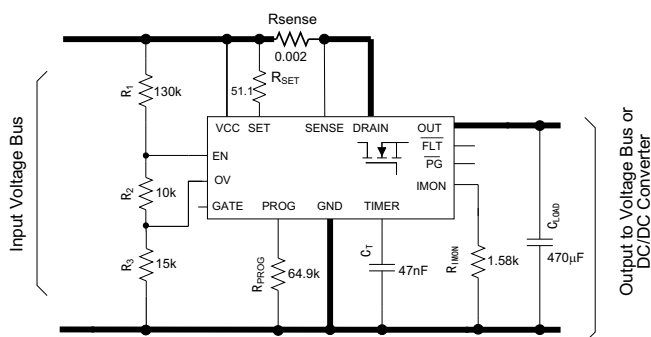 Rsense
0.002
R1
130k
RSET
51.1
VCC
SET
SENSE
DRAIN
OUT
FLT
PG
IMON
EN
OV
GATE
PROG
GND
TIMER
R2
10k
R3
15k
RPROG
64.9k
CT
47nF
RIMON
1.58k
CLOAD
470µF
Input Voltage Bus
Output to Voltage Bus or
DC/DC Converter